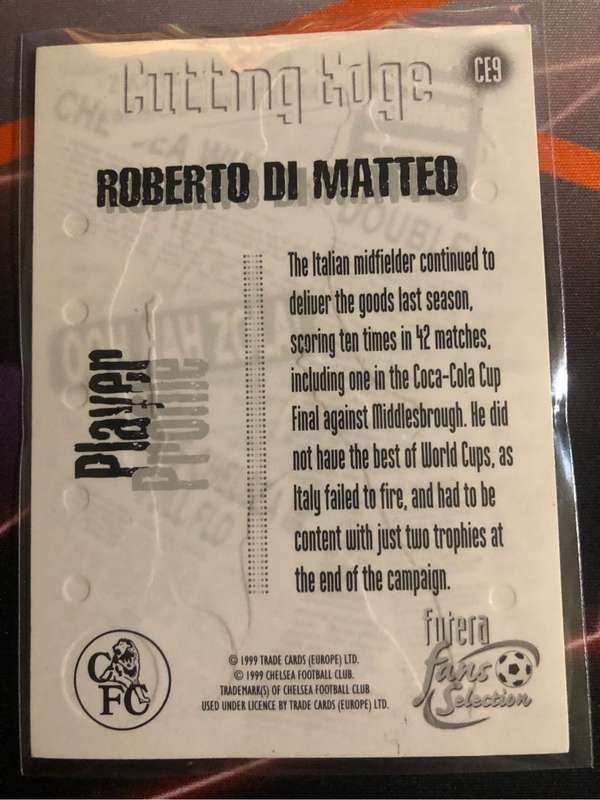 Cutting Edge
CE9
ROBERTO DI MATTEO
Player
Profile
The Italian midfielder continued to
deliver the goods last season,
scoring ten times in 42 matches,
including one in the Coca-Cola Cup
Final against Middlesbrough. He did
not have the best of World Cups, as
Italy failed to fire, and had to be
content with just two trophies at
the end of the campaign.
CFC
© 1999 TRADE CARDS (EUROPE) LTD.
© 1999 CHELSEA FOOTBALL CLUB.
TRADEMARK(S) OF CHELSEA FOOTBALL CLUB
USED UNDER LICENCE BY TRADE CARDS (EUROPE) LTD.
futera
fans
Selection